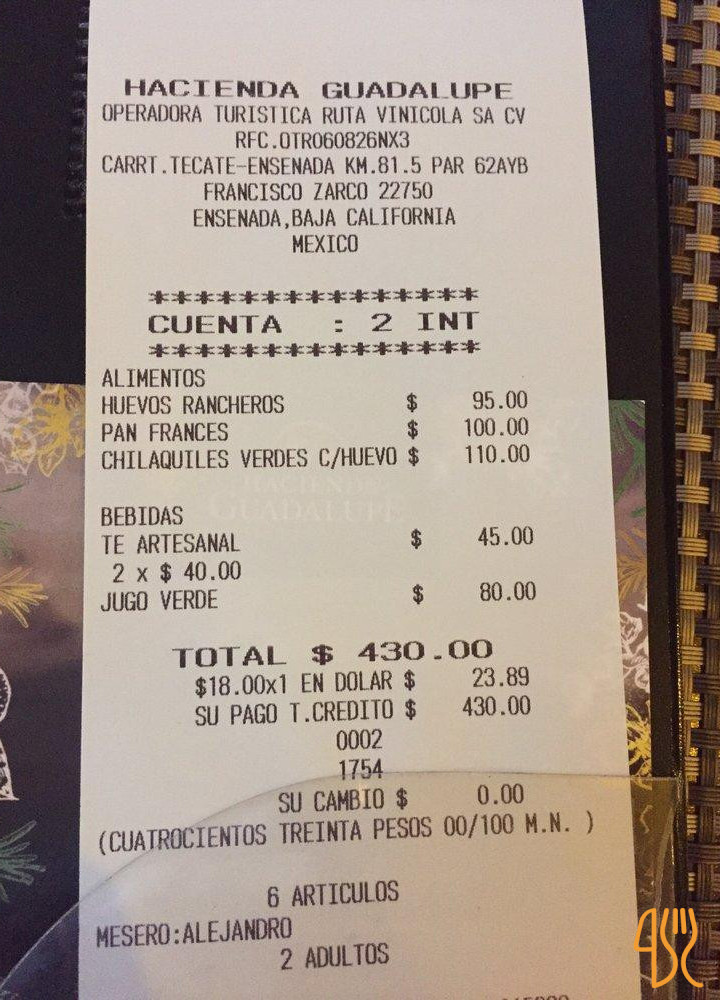 HACIENDA GUADALUPE
OPERADORA TURISTICA RUTA VINICOLA SA CV
RFC.OTR060826NX3
CARRT.TECATE-ENSENADA KM.81.5 PAR 62AYB
FRANCISCO ZARCO 22750
ENSENADA,BAJA CALIFORNIA
MEXICO
****************
CUENTA : 2 INT
****************
ALIMENTOS
HUEVOS RANCHEROS $ 95.00
PAN FRANCES $ 100.00
CHILAQUILES VERDES C/HUEVO $ 110.00
HACIENDA
GUADALUPE
BEBIDAS
TE ARTESANAL $ 45.00
2 x $ 40.00
JUGO VERDE $ 80.00
TOTAL $ 430.00
$18.00x1 EN DOLAR $ 23.89
SU PAGO T.CREDITO $ 430.00
0002
1754
SU CAMBIO $ 0.00
(CUATROCIENTOS TREINTA PESOS 00/100 M.N. )
6 ARTICULOS
MESERO:ALEJANDRO
2 ADULTOS